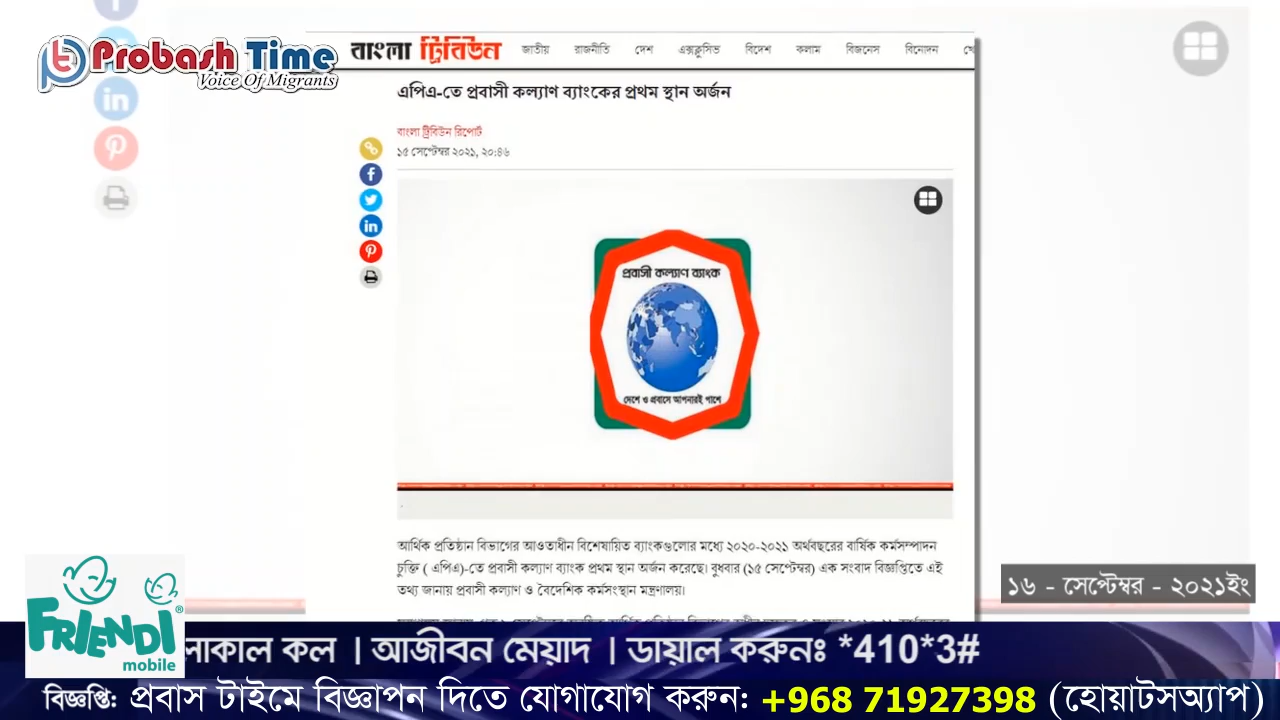 Probash Time
Voice Of Migrants
বাংলা ট্রিবিউন
জাতীয় রাজনীতি দেশ এক্সক্লুসিভ বিদেশ কলাম বিজনেস বিনোদন
এপিএ-তে প্রবাসী কল্যাণ ব্যাংকের প্রথম স্থান অর্জন
বাংলা ট্রিবিউন রিপোর্ট
১৫ সেপ্টেম্বর ২০২১, ২০:৪৬
প্রবাসী কল্যাণ ব্যাংক
দেশে ও প্রবাসে আপনারই পাশে
আর্থিক প্রতিষ্ঠান বিভাগের আওতাধীন বিশেষায়িত ব্যাংকগুলোর মধ্যে ২০২০-২০২১ অর্থবছরের বার্ষিক কর্মসম্পাদন
চুক্তি ( এপিএ)-তে প্রবাসী কল্যাণ ব্যাংক প্রথম স্থান অর্জন করেছে। বুধবার (১৫ সেপ্টেম্বর) এক সংবাদ বিজ্ঞপ্তিতে এই
তথ্য জানায় প্রবাসী কল্যাণ ও বৈদেশিক কর্মসংস্থান মন্ত্রণালয়।
১৬ - সেপ্টেম্বর - ২০২১ইং
FRiENDi
mobile
লোকাল কল । আজীবন মেয়াদ । ডায়াল করুনঃ *410*3#
বিজ্ঞপ্তি: প্রবাস টাইমে বিজ্ঞাপন দিতে যোগাযোগ করুন: +968 71927398 (হোয়াটসঅ্যাপ)